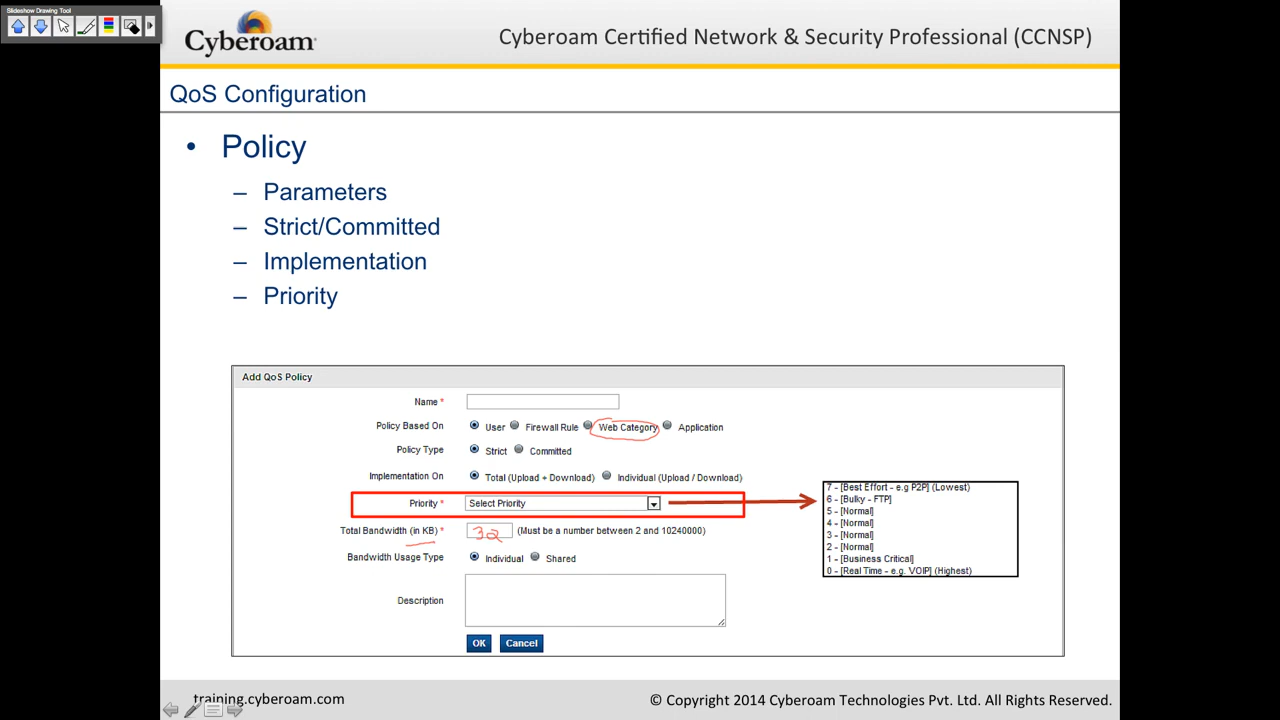 Slideshow Drawing Tool
Cyberoam
Cyberoam Certified Network & Security Professional (CCNSP)
QoS Configuration
• Policy
– Parameters
– Strict/Committed
– Implementation
– Priority
Add QoS Policy
Name *
Policy Based On User Firewall Rule Web Category Application
Policy Type Strict Committed
Implementation On Total (Upload + Download) Individual (Upload / Download)
Priority * Select Priority
Total Bandwidth (in KB) * 32 (Must be a number between 2 and 10240000)
Bandwidth Usage Type Individual Shared
Description
OK Cancel
7 - [Best Effort - e.g P2P] (Lowest)
6 - [Bulky - FTP)
5 - [Normal]
4 - [Normal]
3 - [Normal]
2 - [Normal]
1 - [Business Critical]
0 - [Real Time - e.g. VOIP] (Highest)
training.cyberoam.com
© Copyright 2014 Cyberoam Technologies Pvt. Ltd. All Rights Reserved.